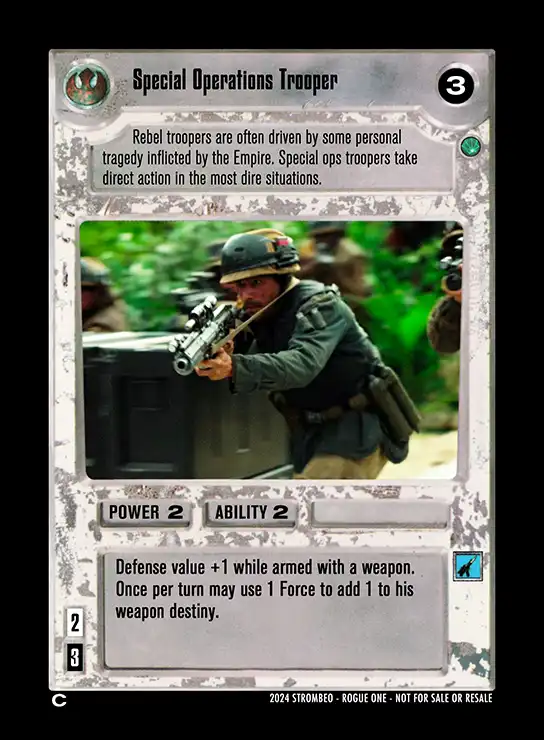 Special Operations Trooper
3
Rebel troopers are often driven by some personal
tragedy inflicted by the Empire. Special ops troopers take
direct action in the most dire situations.
POWER 2
ABILITY 2
Defense value +1 while armed with a weapon.
Once per turn may use 1 Force to add 1 to his
weapon destiny.
2
3
C
2024 STROMBEO - ROGUE ONE - NOT FOR SALE OR RESALE